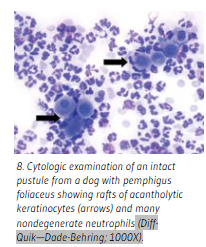 8. Cytologic examination of an intact
pustule from a dog with pemphigus
foliaceus showing rafts of acantholytic
keratinocytes (arrows) and many
nondegenerate neutrophils (Diff-
Quik—Dade-Behring; 1000X).